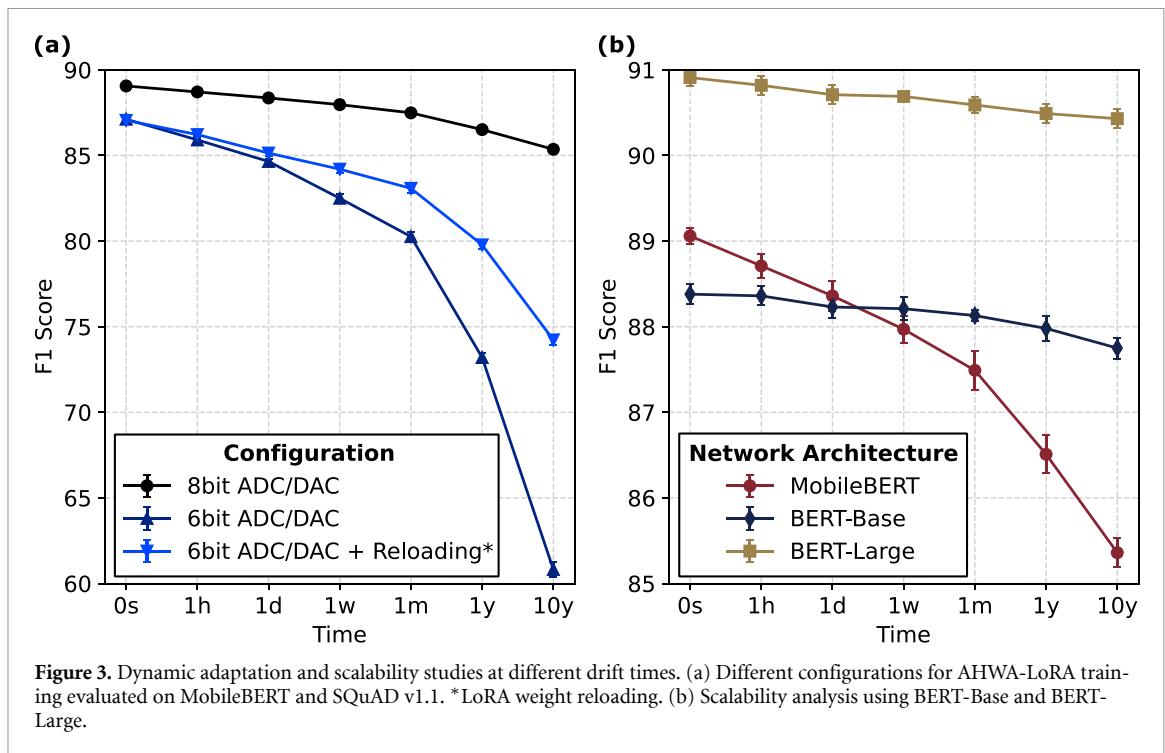 (a)
90
85
80
75
70
65
60
F1 Score
0s 1h 1d 1w 1m 1y 10y
Time
Configuration
8bit ADC/DAC
6bit ADC/DAC
6bit ADC/DAC + Reloading*
(b)
91
90
89
88
87
86
85
F1 Score
0s 1h 1d 1w 1m 1y 10y
Time
Network Architecture
MobileBERT
BERT-Base
BERT-Large
Figure 3. Dynamic adaptation and scalability studies at different drift times. (a) Different configurations for AHWA-LoRA train-
ing evaluated on MobileBERT and SQuAD v1.1. *LoRA weight reloading. (b) Scalability analysis using BERT-Base and BERT-
Large.